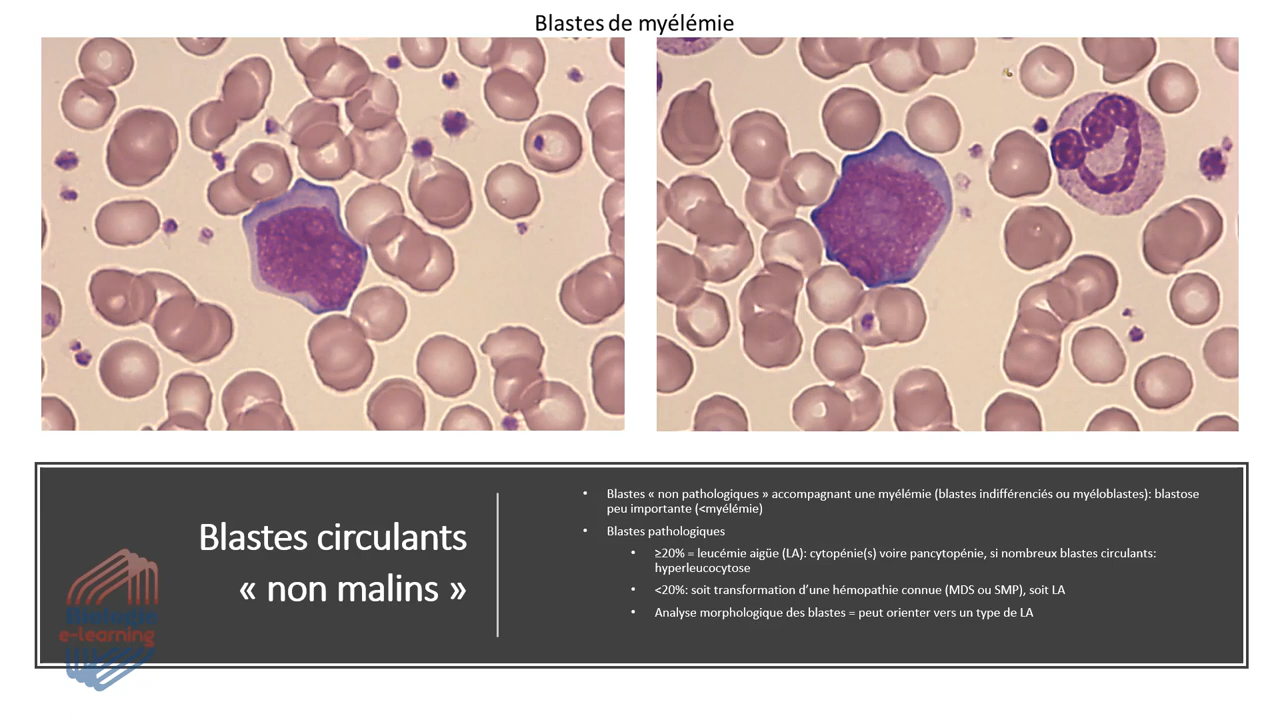 Blastes de myélémie
Blastes circulants
« non malins »
• Blastes « non pathologiques » accompagnant une myélémie (blastes indifférenciés ou myéloblastes): blastose
peu importante (<myélémie)
• Blastes pathologiques
• ≥20% = leucémie aigüe (LA): cytopénie(s) voire pancytopénie, si nombreux blastes circulants:
hyperleucocytose
• <20%: soit transformation d’une hémopathie connue (MDS ou SMP), soit LA
• Analyse morphologique des blastes = peut orienter vers un type de LA
e-learning